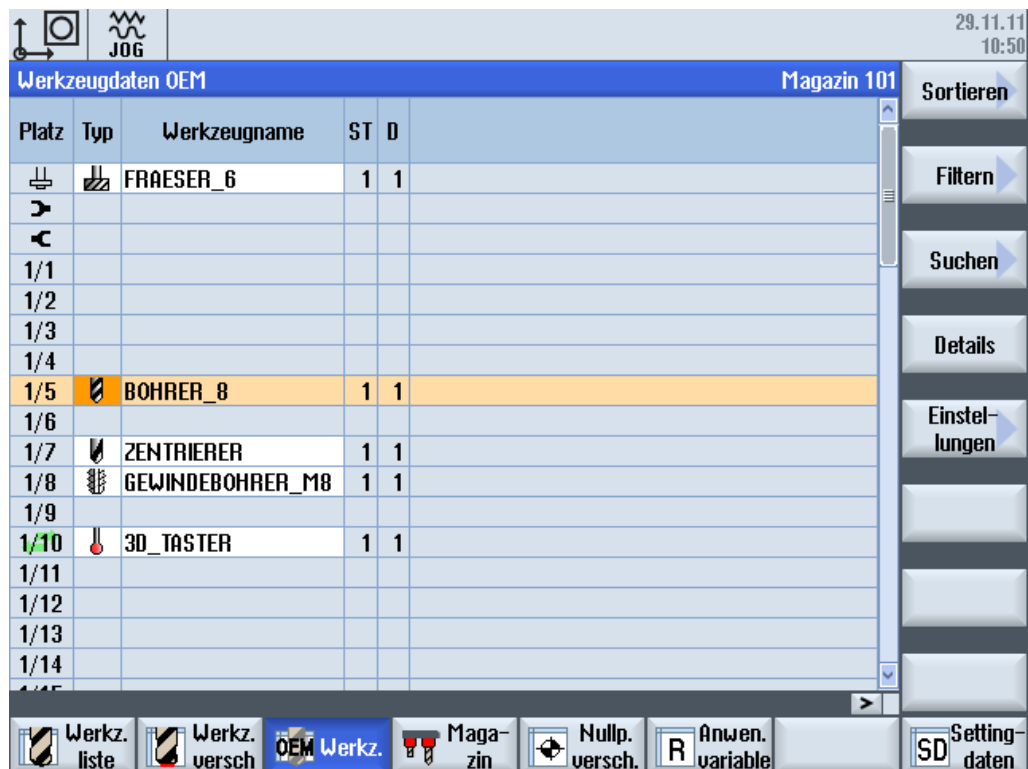 29.11.11
JOG
10:50
Werkzeugdaten OEM Magazin 101
Sortieren
Platz Typ Werkzeugname ST D
FRAESER_6 1 1
Filtern
1/1
Suchen
1/2
1/3
1/4
Details
1/5 BOHRER_8 1 1
1/6
Einstel-
lungen
1/7 ZENTRIERER 1 1
1/8 GEWINDEBOHRER_M8 1 1
1/9
1/10 3D_TASTER 1 1
1/11
1/12
1/13
1/14
>
Werkz.
liste
Werkz.
versch
OEM Werkz.
Maga-
zin
Nullp.
versch.
R Anwen.
variable
SD Setting-
daten